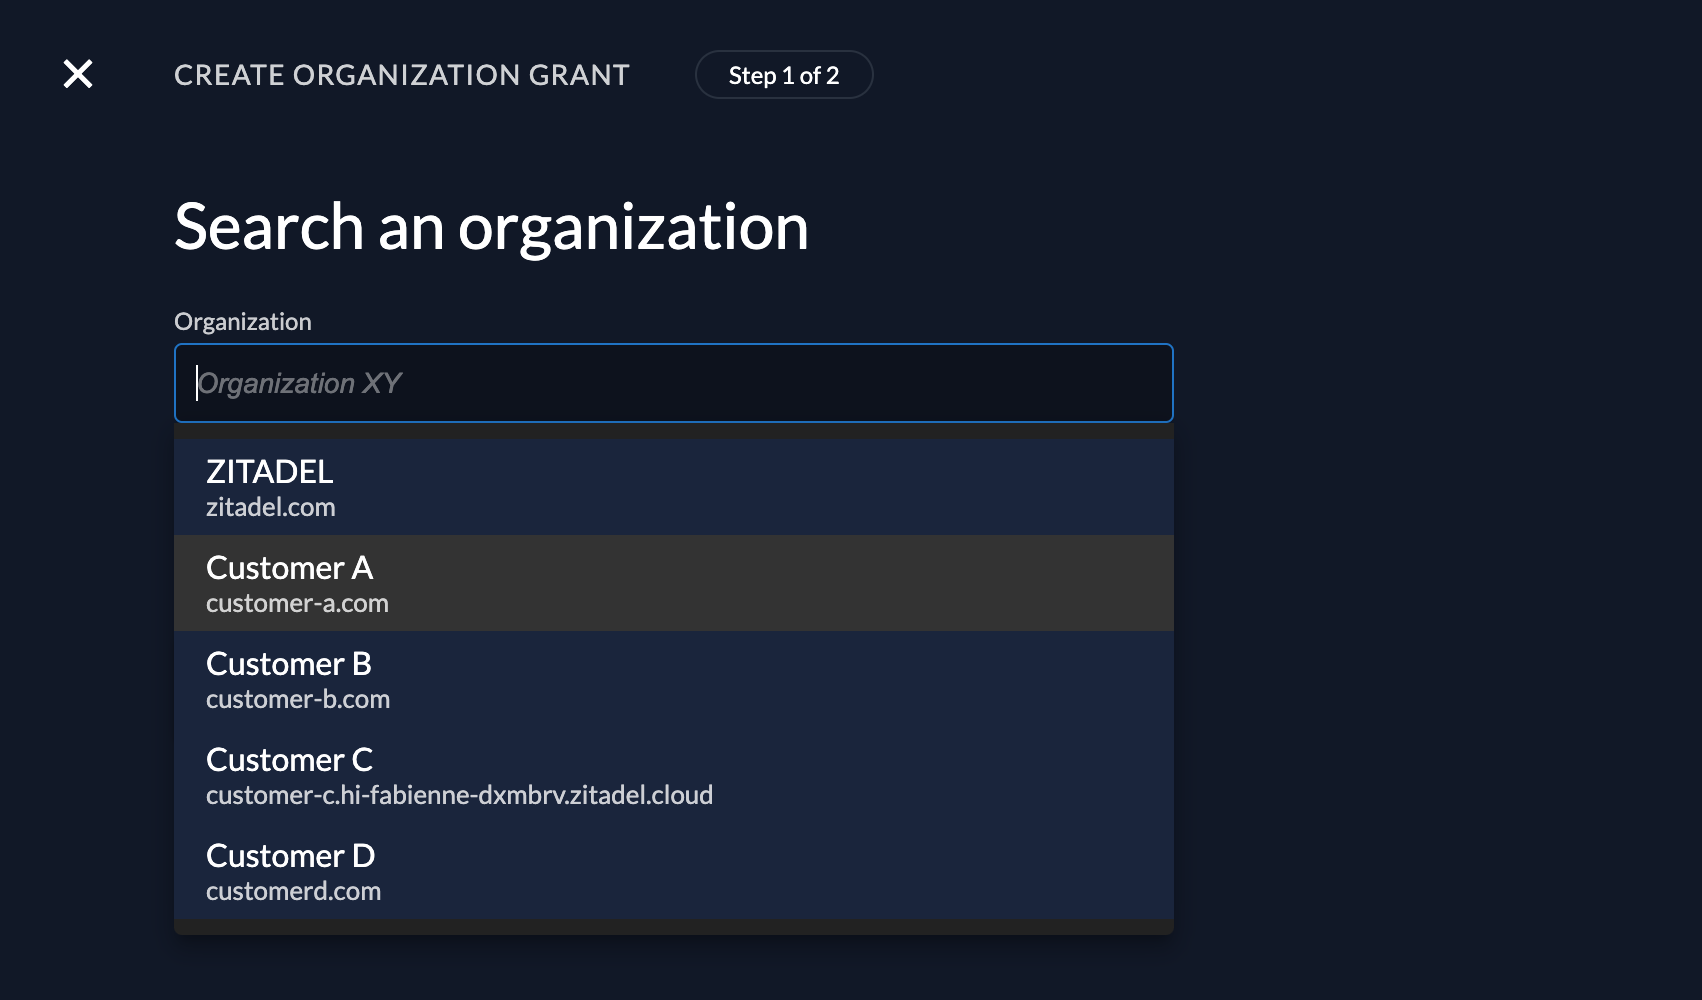 CREATE ORGANIZATION GRANT Step 1 of 2
Search an organization
Organization
Organization XY
ZITADEL
zitadel.com
Customer A
customer-a.com
Customer B
customer-b.com
Customer C
customer-c.hi-fabienne-dxmbrv.zitadel.cloud
Customer D
customerd.com